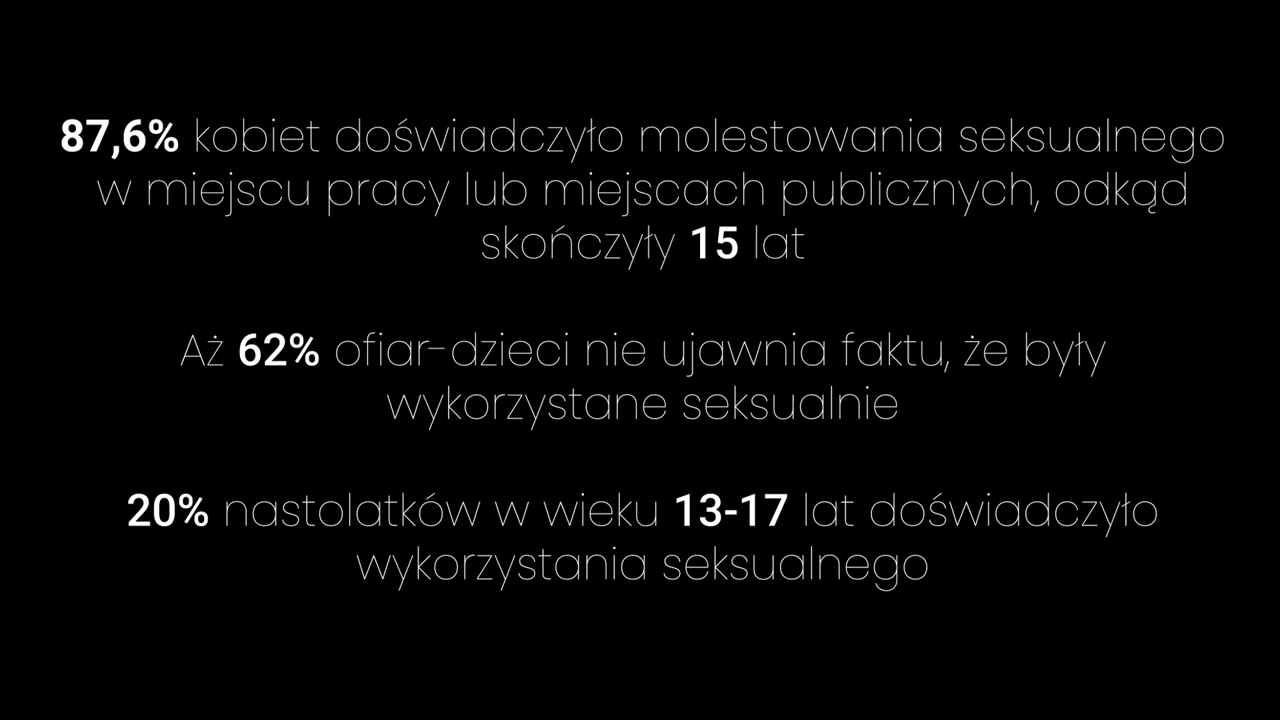 87,6% kobiet doświadczyło molestowania seksualnego
w miejscu pracy lub miejscach publicznych, odkąd
skończyły 15 lat
Aż 62% ofiar-dzieci nie ujawnia faktu, że były
wykorzystane seksualnie
20% nastolatków w wieku 13-17 lat doświadczyło
wykorzystania seksualnego